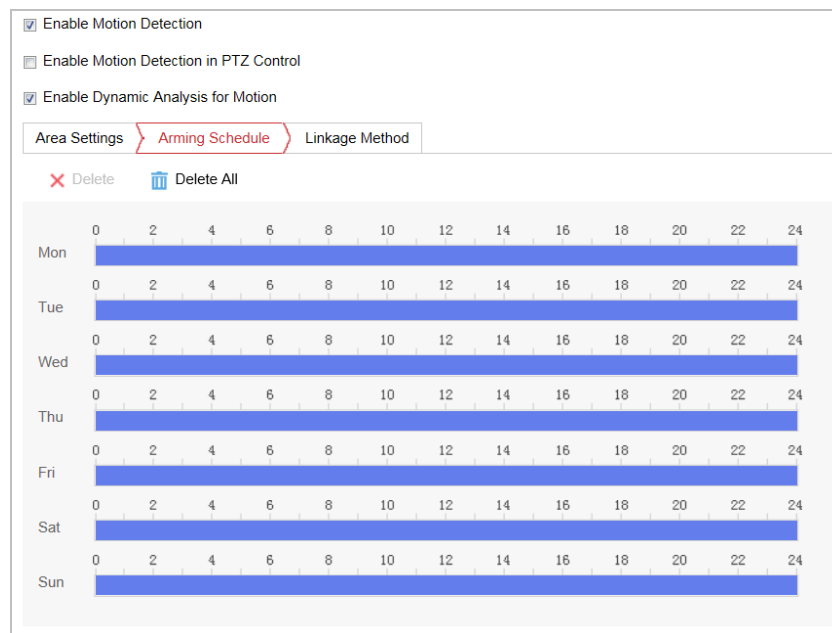 Enable Motion Detection
Enable Motion Detection in PTZ Control
Enable Dynamic Analysis for Motion
Area Settings Arming Schedule Linkage Method
Delete Delete All
0 2 4 6 8 10 12 14 16 18 20 22 24
Mon
0 2 4 6 8 10 12 14 16 18 20 22 24
Tue
0 2 4 6 8 10 12 14 16 18 20 22 24
Wed
0 2 4 6 8 10 12 14 16 18 20 22 24
Thu
0 2 4 6 8 10 12 14 16 18 20 22 24
Fri
0 2 4 6 8 10 12 14 16 18 20 22 24
Sat
0 2 4 6 8 10 12 14 16 18 20 22 24
Sun